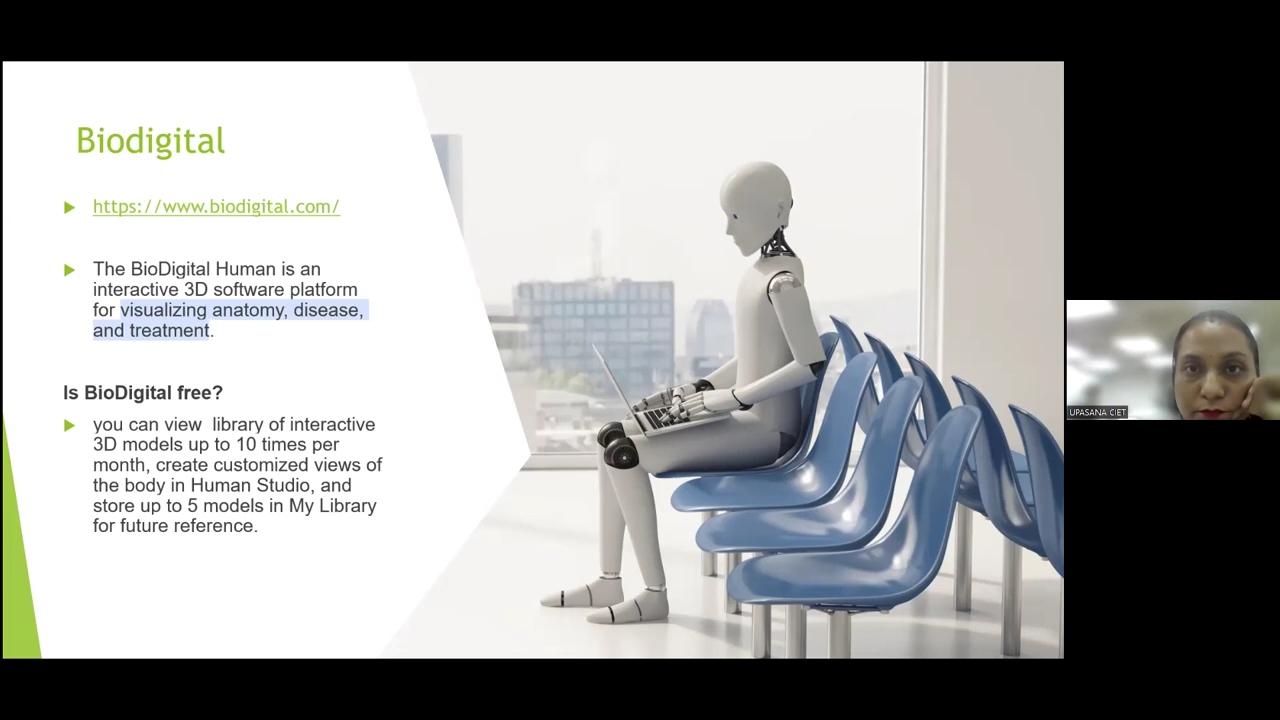 Biodigital
https://www.biodigital.com/
The BioDigital Human is an
interactive 3D software platform
for visualizing anatomy, disease,
and treatment.
Is BioDigital free?
you can view  library of interactive
3D models up to 10 times per
month, create customized views of
the body in Human Studio, and
store up to 5 models in My Library
for future reference.
UPASANA CIET